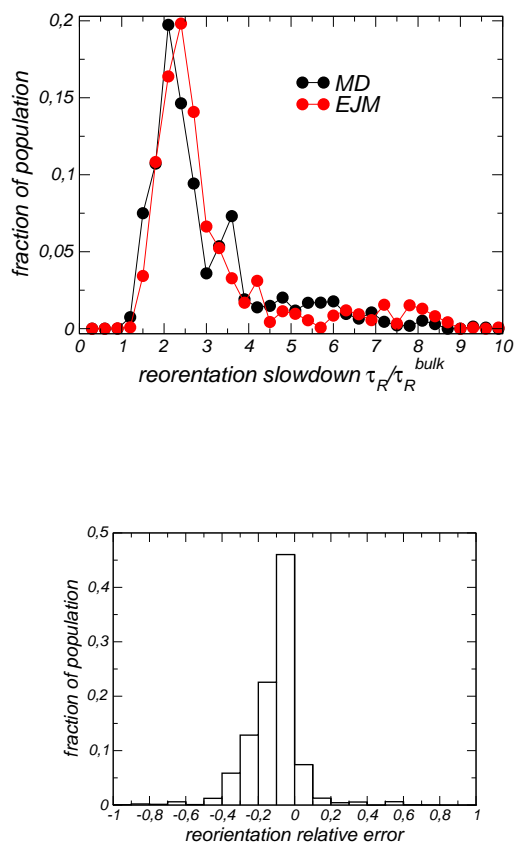 0,2
0,15
0,1
0,05
0
fraction of population
MD
EJM
0 1 2 3 4 5 6 7 8 9 10
reorentation slowdown τR/τR^bulk
0,5
0,4
0,3
0,2
0,1
0
fraction of population
-1 -0,8 -0,6 -0,4 -0,2 0 0,2 0,4 0,6 0,8 1
reorientation relative error